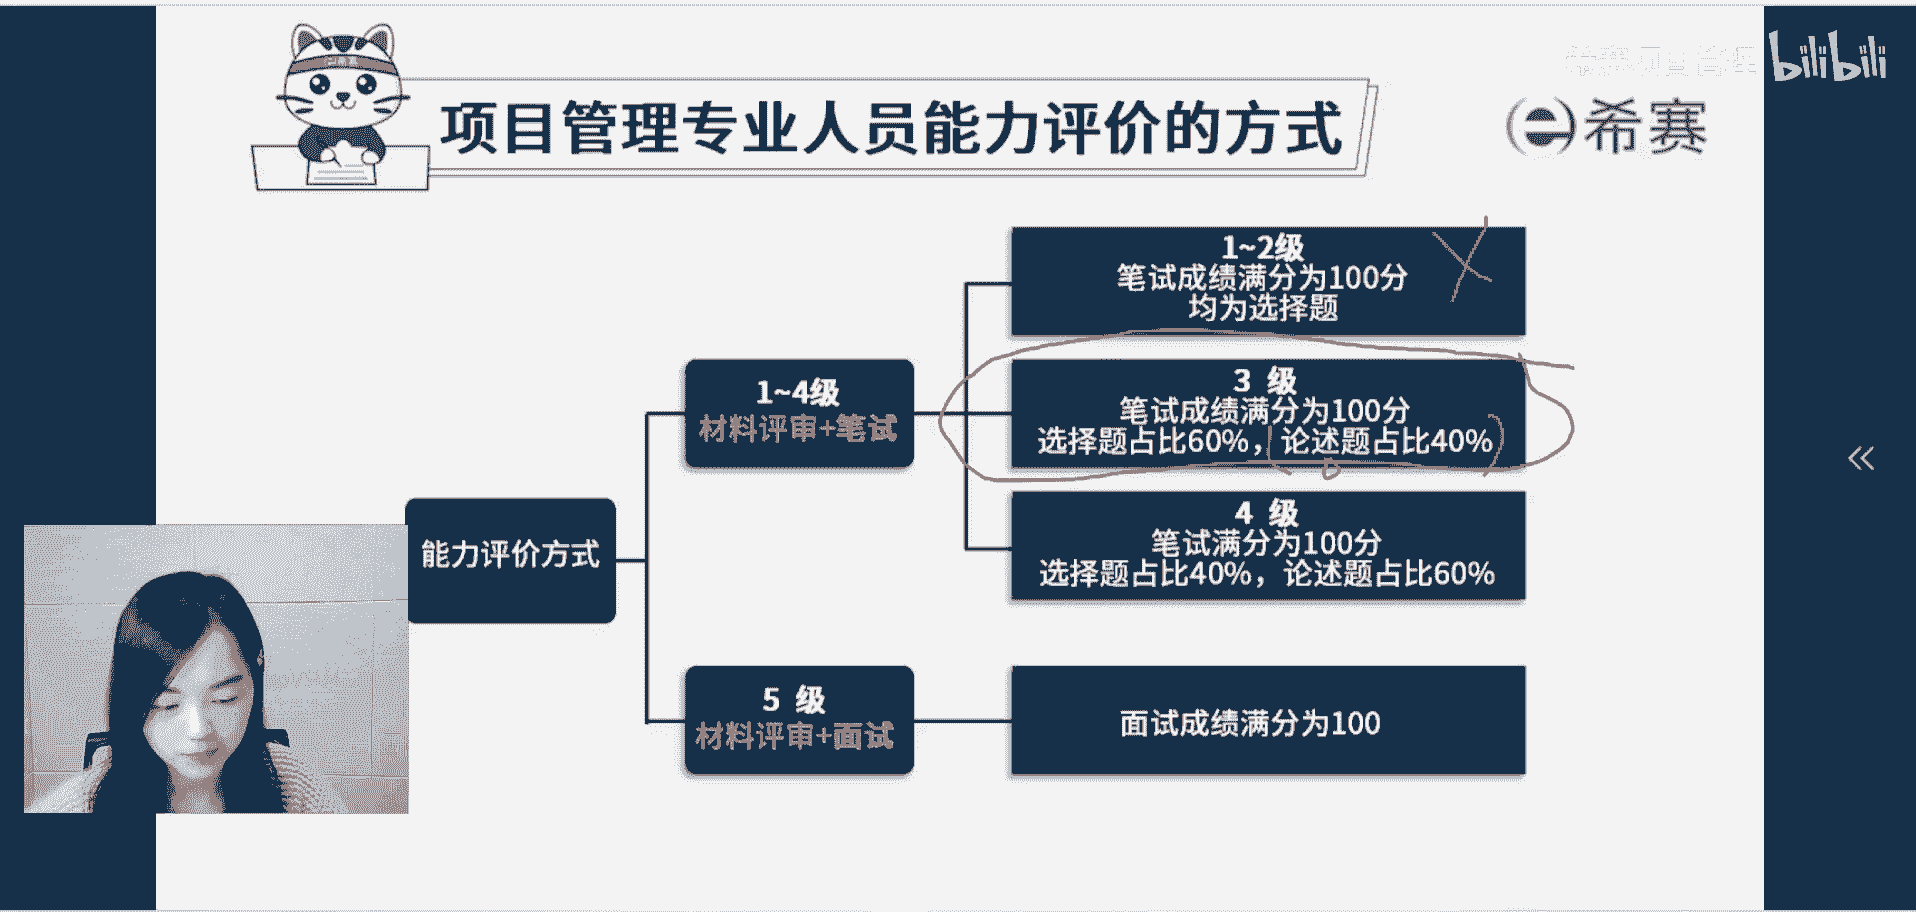 项目管理专业人员能力评价的方式
希赛项目管理
bilibili
希赛
1~2级
笔试成绩满分为100分
均为选择题
1~4级
材料评审+笔试
3 级
笔试成绩满分为100分
选择题占比60%，论述题占比40%
能力评价方式
4 级
笔试满分为100分
选择题占比40%，论述题占比60%
5 级
材料评审+面试
面试成绩满分为100